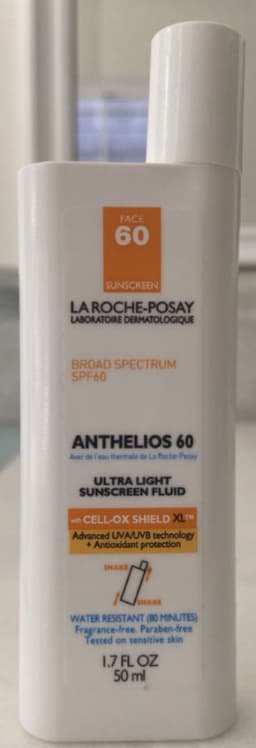 FACE
60
SUNSCREEN
LA ROCHE-POSAY
LABORATOIRE DERMATOLOGIQUE
BROAD SPECTRUM
SPF60
ANTHELIOS 60
Avec de l'eau thermale de La Roche-Posay
ULTRA LIGHT
SUNSCREEN FLUID
with CELL-OX SHIELD XL™
Advanced UVA/UVB technology
+ Antioxidant protection
SHAKE
SHAKE
WATER RESISTANT (80 MINUTES)
Fragrance-free. Paraben-free
Tested on sensitive skin
1.7 FL OZ
50 ml